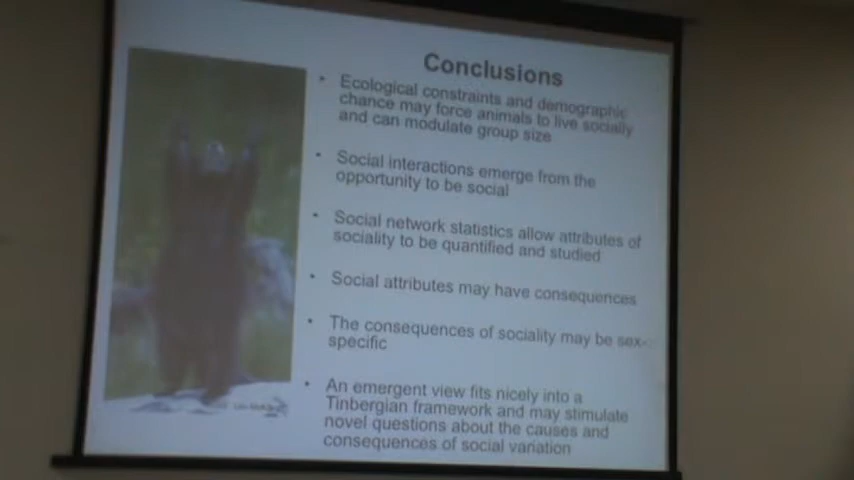 Conclusions
• Ecological constraints and demographic
chance may force animals to live socially
and can modulate group size
• Social interactions emerge from the
opportunity to be social
• Social network statistics allow attributes of
sociality to be quantified and studied
• Social attributes may have consequences
• The consequences of sociality may be sex-
specific
• An emergent view fits nicely into a
Tinbergian framework and may stimulate
novel questions about the causes and
consequences of social variation